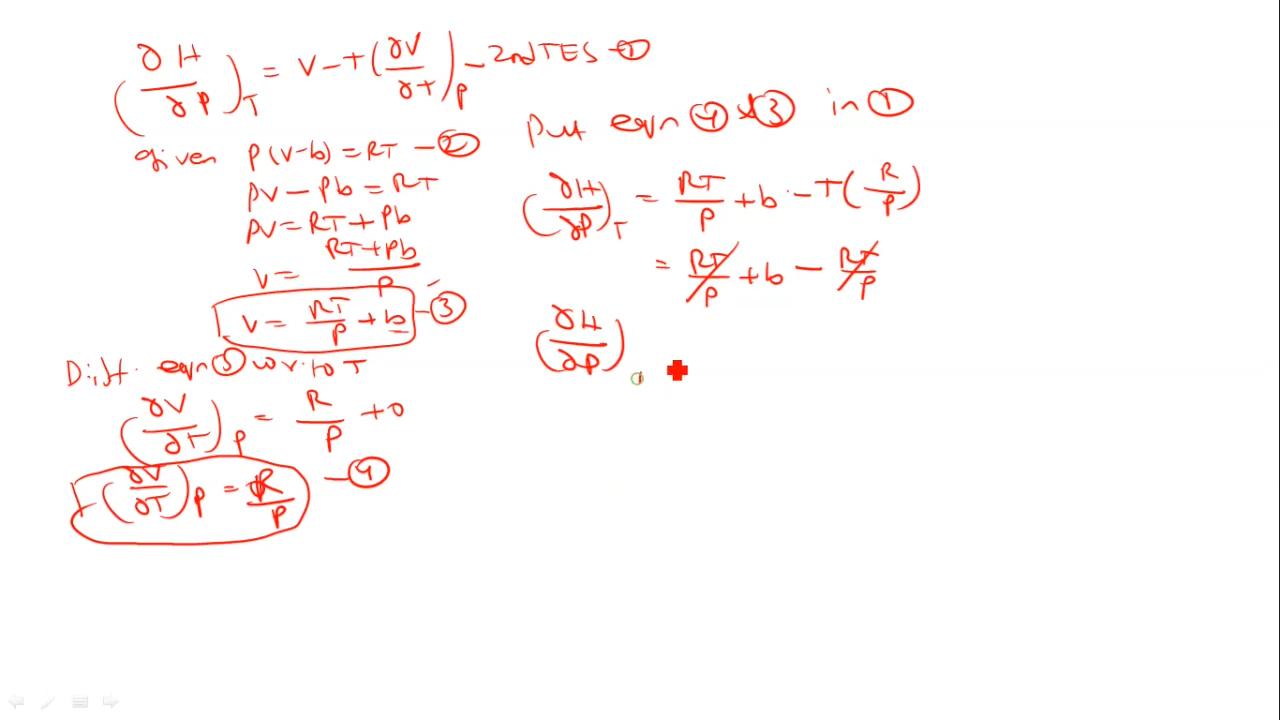 (∂H/∂P)_T = V - T(∂V/∂T)_P - 2nd TES - ①
given P(V-b) = RT - ②
PV - Pb = RT
PV = RT + Pb
V = (RT + Pb)/P
V = RT/P + b - ③
Diff. eqn ③ w.r.to T
(∂V/∂T)_P = R/P + 0
(∂V/∂T)_P = R/P - ④
Put eqn ④ & ③ in ①
(∂H/∂P)_T = RT/P + b - T(R/P)
= RT/P + b - RT/P
(∂H/∂P)